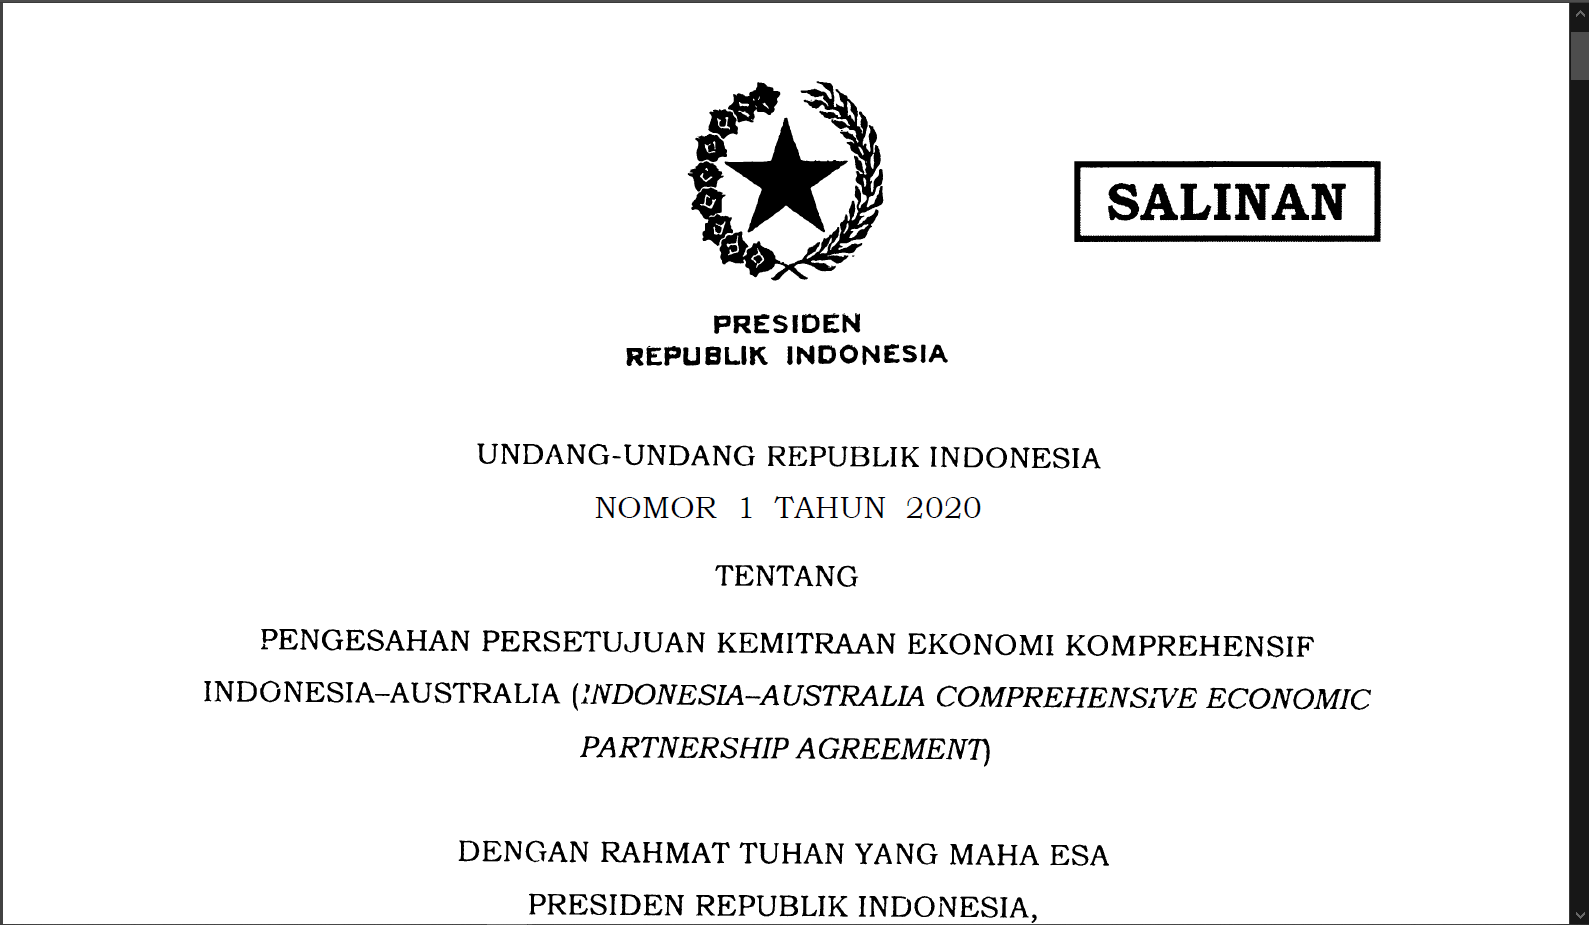 SALINAN
PRESIDEN
REPUBLIK INDONESIA
UNDANG-UNDANG REPUBLIK INDONESIA
NOMOR 1 TAHUN 2020
TENTANG
PENGESAHAN PERSETUJUAN KEMITRAAN EKONOMI KOMPREHENSIF
INDONESIA–AUSTRALIA (INDONESIA–AUSTRALIA COMPREHENSIVE ECONOMIC
PARTNERSHIP AGREEMENT)
DENGAN RAHMAT TUHAN YANG MAHA ESA
PRESIDEN REPUBLIK INDONESIA,